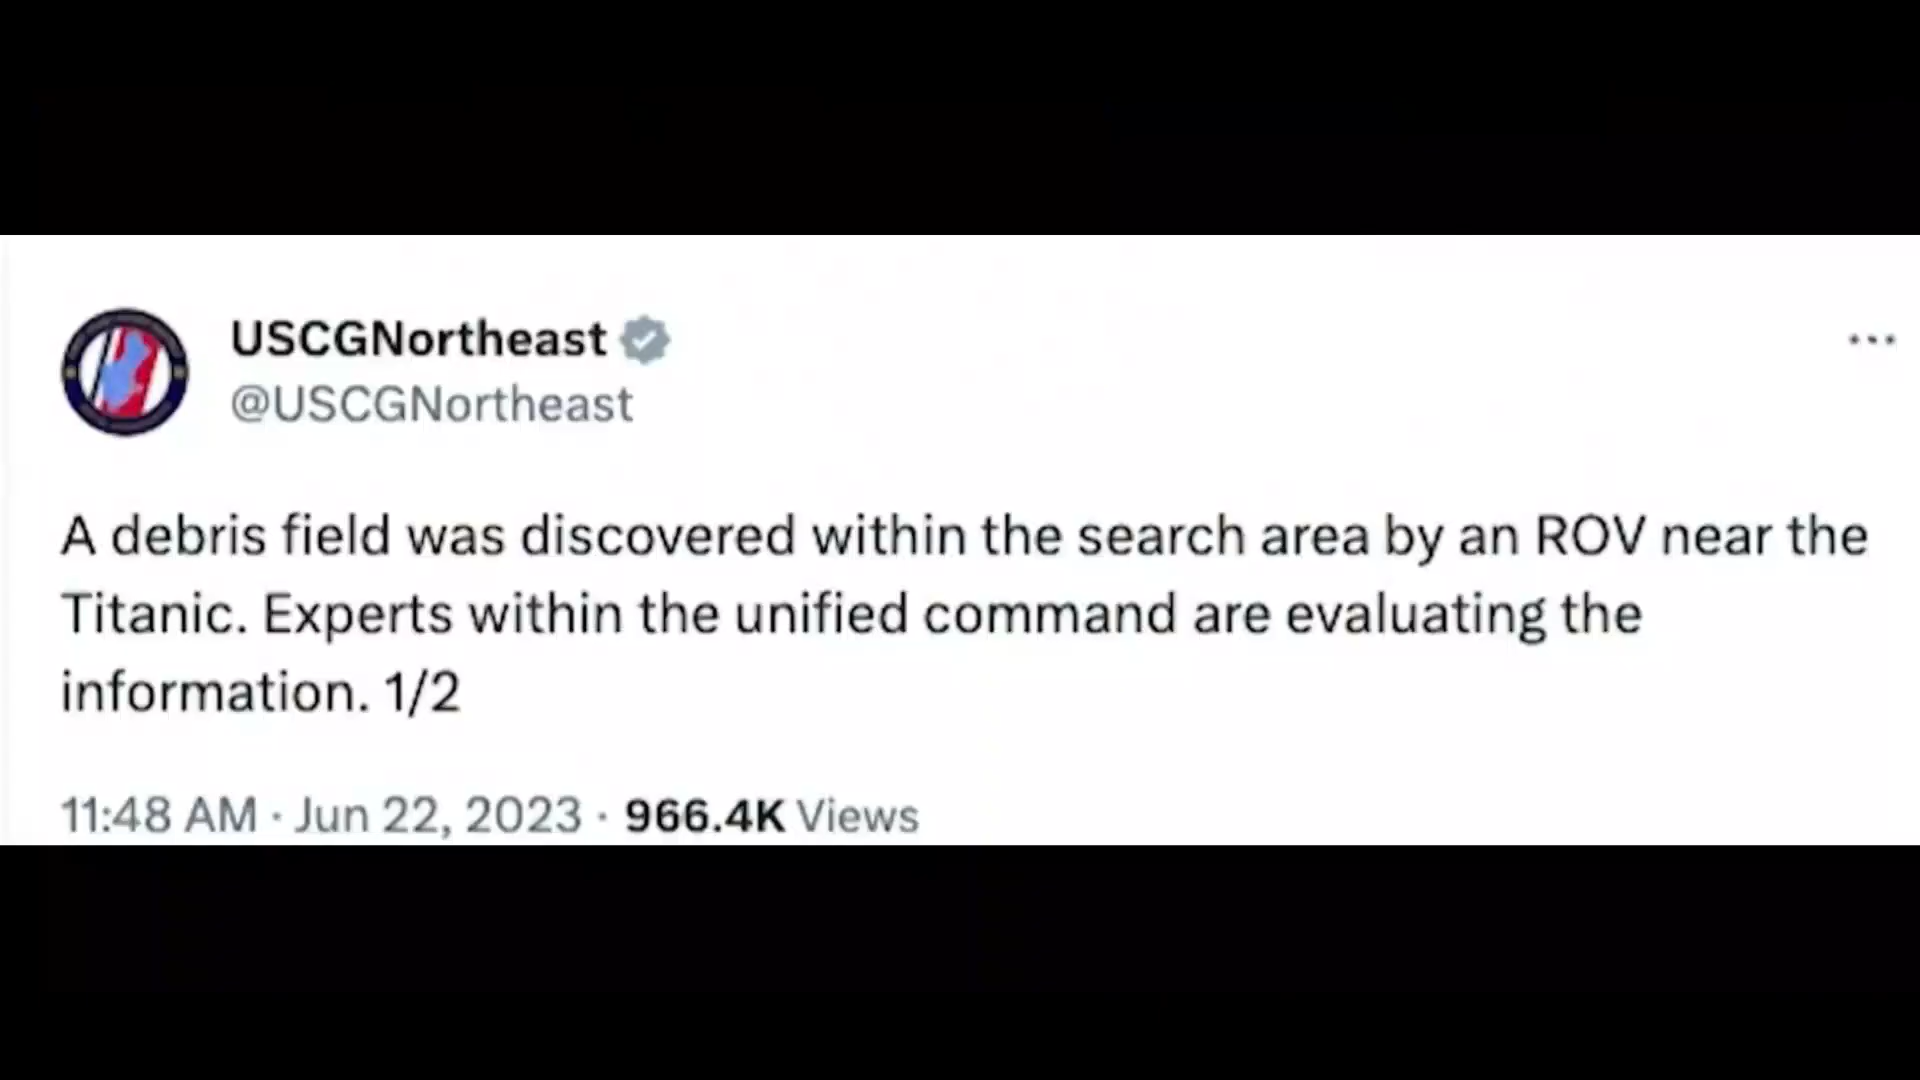 USCGNortheast
@USCGNortheast
A debris field was discovered within the search area by an ROV near the
Titanic. Experts within the unified command are evaluating the
information. 1/2
11:48 AM · Jun 22, 2023 · 966.4K Views